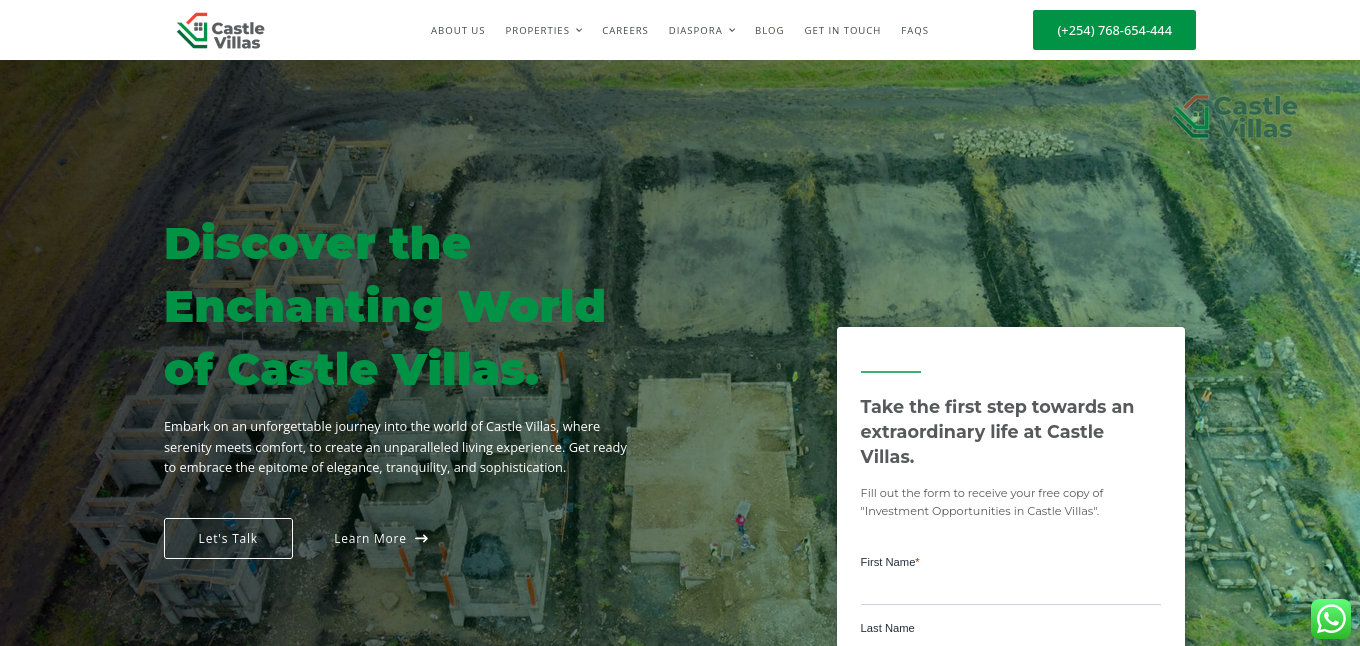 Castle
Villas
ABOUT US
PROPERTIES
CAREERS
DIASPORA
BLOG
GET IN TOUCH
FAQS
(+254) 768-654-444
Castle
Villas
Discover the
Enchanting World
of Castle Villas.
Embark on an unforgettable journey into the world of Castle Villas, where
serenity meets comfort, to create an unparalleled living experience. Get ready
to embrace the epitome of elegance, tranquility, and sophistication.
Let's Talk
Learn More
Take the first step towards an
extraordinary life at Castle
Villas.
Fill out the form to receive your free copy of
"Investment Opportunities in Castle Villas".
First Name*
Last Name